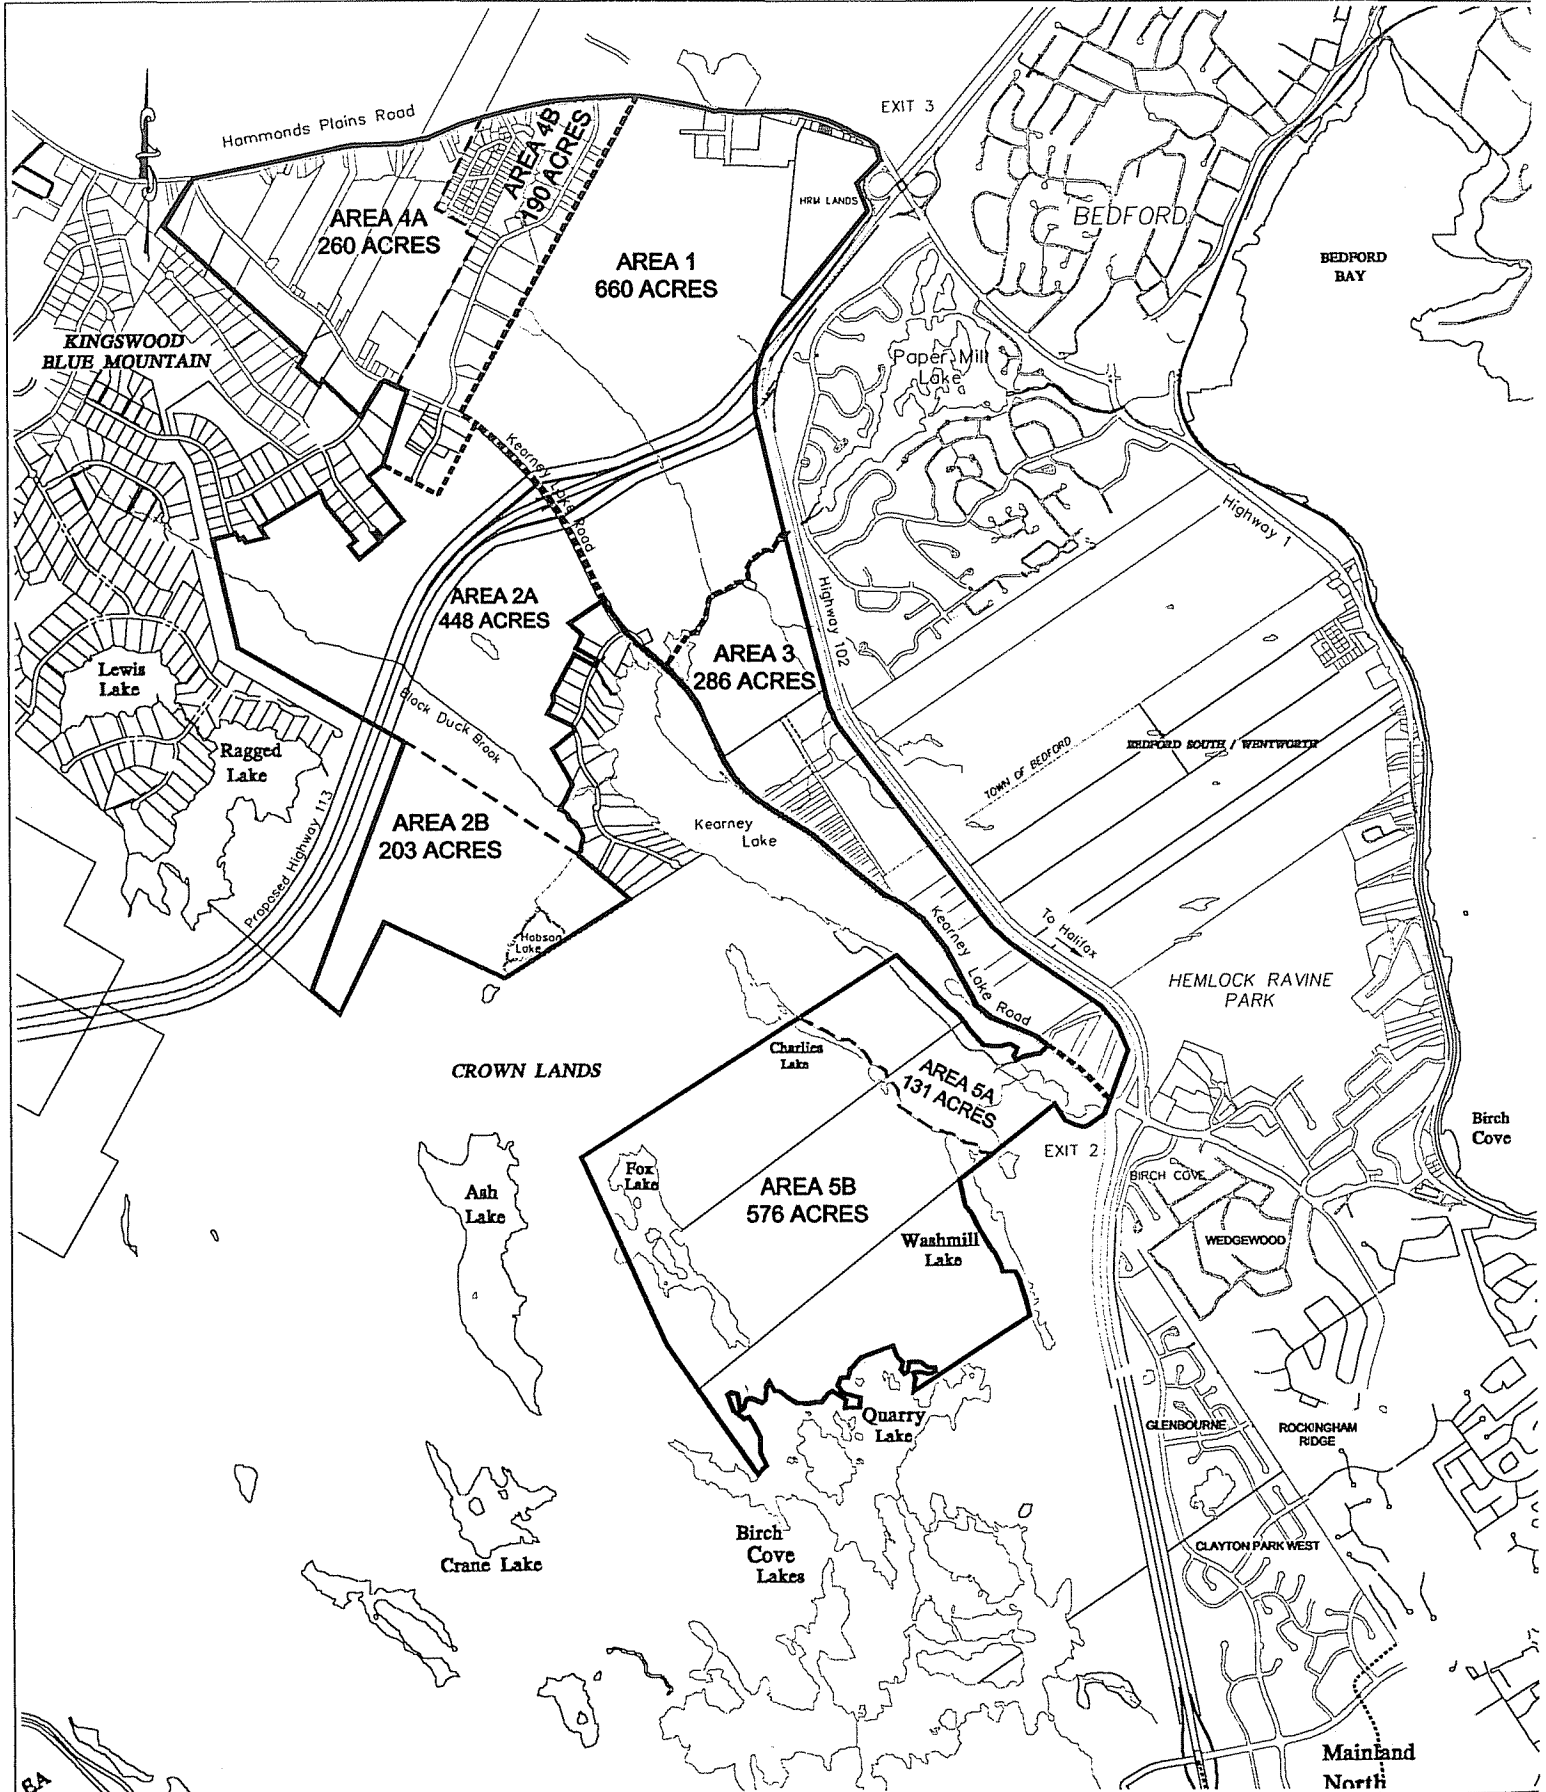 EXIT 3
Hammonds Plains Road
AREA 4B
190 ACRES
AREA 4A
260 ACRES
HRM LANDS
BEDFORD
AREA 1
660 ACRES
BEDFORD
BAY
KINGSWOOD
BLUE MOUNTAIN
Paper Mill
Lake
Kearney Lake Road
Highway 1
AREA 2A
448 ACRES
Highway 102
AREA 3
286 ACRES
Lewis
Lake
Black Duck Brook
Ragged
Lake
TOWN OF BEDFORD
BEDFORD SOUTH / WENTWORTH
Proposed Highway 113
AREA 2B
203 ACRES
Kearney
Lake
Hobson
Lake
Kearney Lake Road
To Halifax
HEMLOCK RAVINE
PARK
CROWN LANDS
Charlies
Lake
AREA 5A
131 ACRES
EXIT 2
Birch
Cove
BIRCH COVE
Fox
Lake
Ash
Lake
AREA 5B
576 ACRES
Washmill
Lake
WEDGEWOOD
Quarry
Lake
GLENBOURNE
ROCKINGHAM
RIDGE
Birch
Cove
Lakes
Crane Lake
CLAYTON PARK WEST
Mainland
North
EA